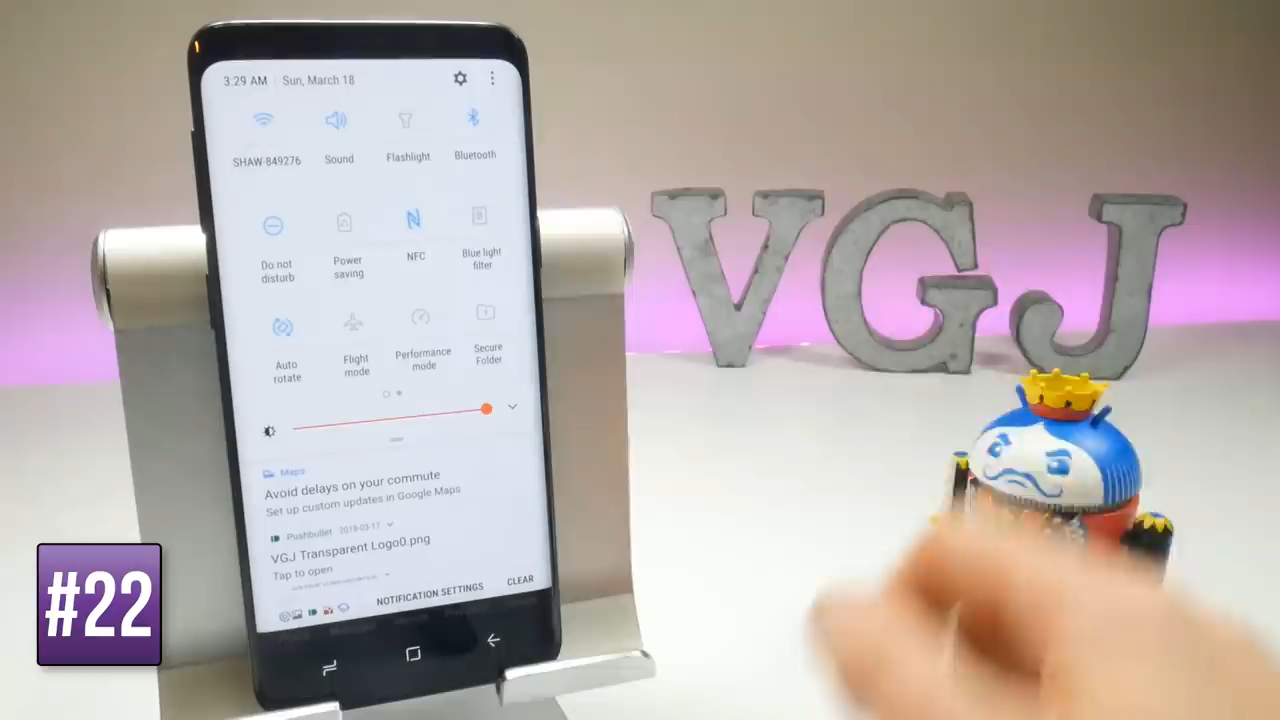 3:29 AM Sun, March 18
SHAW-849276 Sound Flashlight Bluetooth
Do not disturb
Power saving
NFC
Blue light filter
Auto rotate
Flight mode
Performance mode
Secure Folder
Maps
Avoid delays on your commute
Set up custom updates in Google Maps
Pushbullet 2018-03-17
VGJ Transparent Logo0.png
Tap to open
NOTIFICATION SETTINGS CLEAR
VGJ
#22